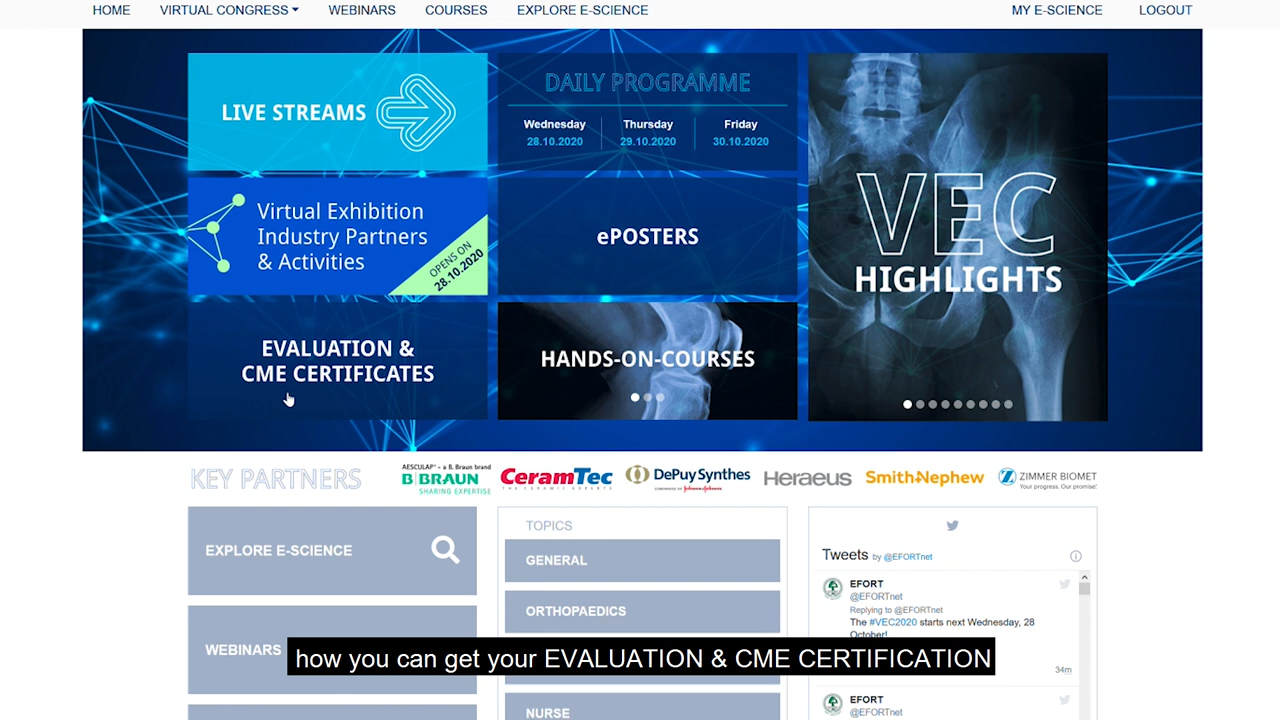 HOME
VIRTUAL CONGRESS
WEBINARS
COURSES
EXPLORE E-SCIENCE
MY E-SCIENCE
LOGOUT
LIVE STREAMS
DAILY PROGRAMME
Wednesday
28.10.2020
Thursday
29.10.2020
Friday
30.10.2020
VEC
HIGHLIGHTS
Virtual Exhibition
Industry Partners
& Activities
OPENS ON
28.10.2020
ePOSTERS
EVALUATION &
CME CERTIFICATES
HANDS-ON-COURSES
KEY PARTNERS
AESCULAP® – a B. Braun brand
B|BRAUN
SHARING EXPERTISE
CeramTec
THE CERAMIC EXPERTS
DePuySynthes
COMPANIES OF Johnson & Johnson
Heraeus
SmithNephew
ZIMMER BIOMET
Your progress. Our promise.
EXPLORE E-SCIENCE
WEBINARS
TOPICS
GENERAL
ORTHOPAEDICS
NURSE
Tweets by @EFORTnet
EFORT
@EFORTnet
Replying to @EFORTnet
The #VEC2020 starts next Wednesday, 28
October!
34m
EFORT
@EFORTnet
how you can get your EVALUATION & CME CERTIFICATION